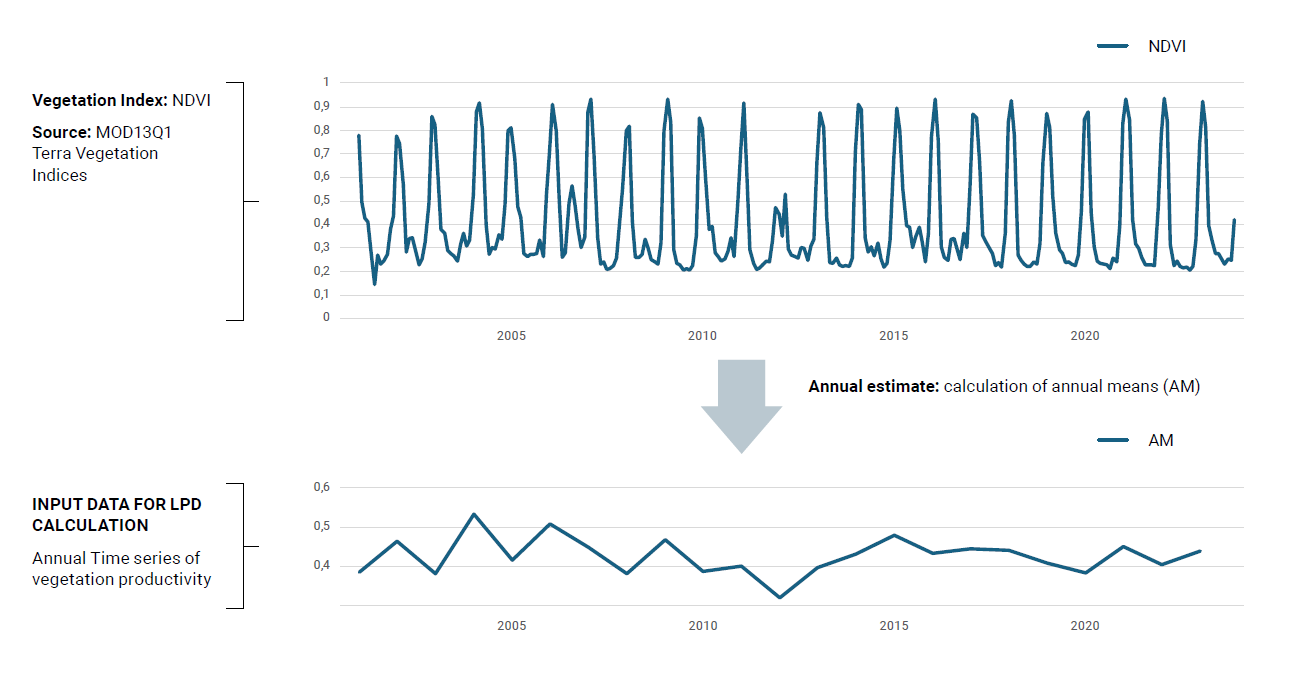 NDVI
Vegetation Index: NDVI
Source: MOD13Q1
Terra Vegetation
Indices
1
0,9
0,8
0,7
0,6
0,5
0,4
0,3
0,2
0,1
0
2005 2010 2015 2020
Annual estimate: calculation of annual means (AM)
AM
INPUT DATA FOR LPD
CALCULATION
Annual Time series of
vegetation productivity
0,6
0,5
0,4
2005 2010 2015 2020